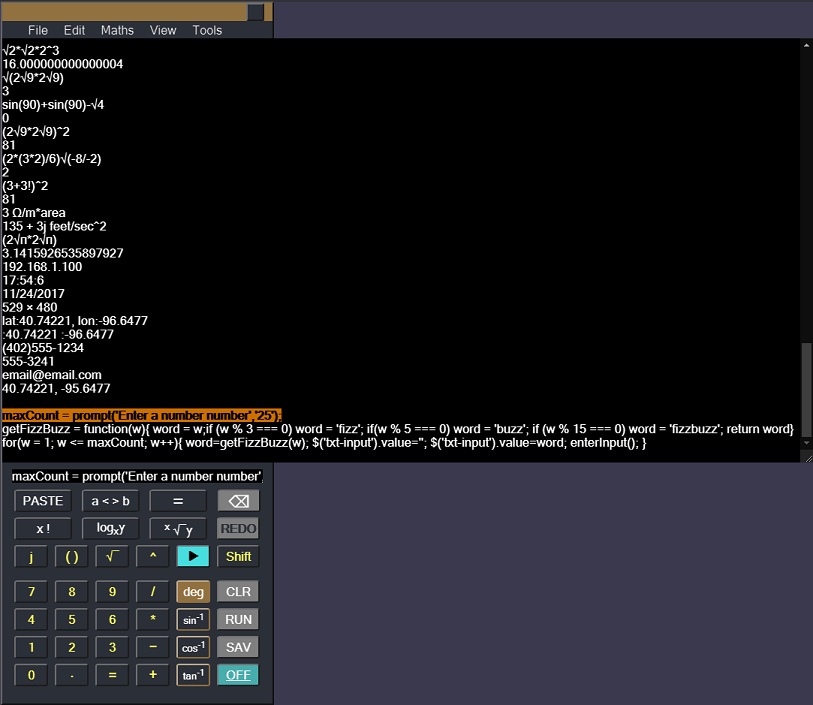 File Edit Maths View Tools
√2*√2*2^3
16.000000000000004
√(2√9*2√9)
3
sin(90)+sin(90)-√4
0
(2√9*2√9)^2
81
(2*(3*2)/6)√(-8/-2)
2
(3+3!)^2
81
3 Ω/m*area
135 + 3j feet/sec^2
(2√π*2√π)
3.1415926535897927
192.168.1.100
17:54:6
11/24/2017
529 × 480
lat:40.74221, lon:-96.6477
:40.74221 :-96.6477
(402)555-1234
555-3241
email@email.com
40.74221, -95.6477
maxCount = prompt('Enter a number number','25');
getFizzBuzz = function(w){ word = w;if (w % 3 === 0) word = 'fizz'; if(w % 5 === 0) word = 'buzz'; if (w % 15 === 0) word = 'fizzbuzz'; return word}
for(w = 1; w <= maxCount; w++){ word=getFizzBuzz(w); $('txt-input').value=''; $('txt-input').value=word; enterInput(); }
maxCount = prompt('Enter a number number'
PASTE a < > b = ⌫
x ! logxy x√y REDO
j ( ) √ ^ ▶ Shift
7 8 9 / deg CLR
4 5 6 * sin-1 RUN
1 2 3 − cos-1 SAV
0 . = + tan-1 OFF